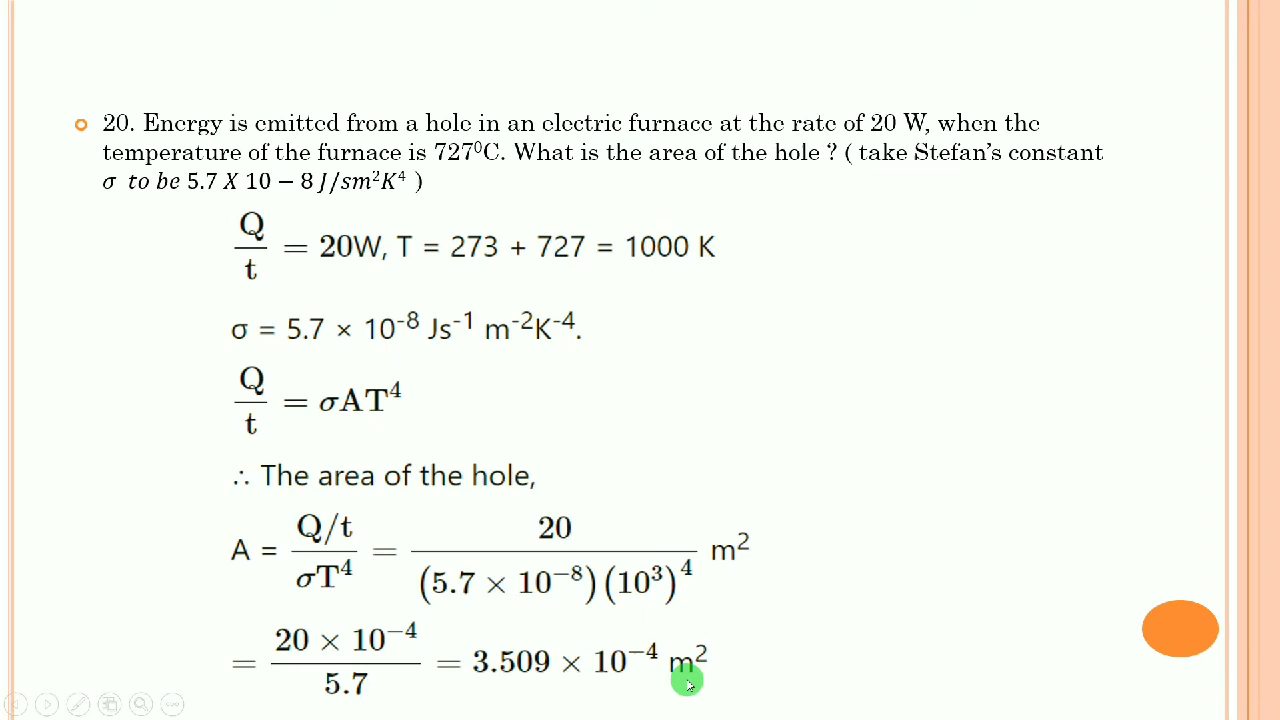 20. Energy is emitted from a hole in an electric furnace at the rate of 20 W, when the
temperature of the furnace is 727⁰C. What is the area of the hole ? ( take Stefan’s constant
σ to be 5.7 X 10 − 8 J/sm²K⁴ )
Q/t = 20W, T = 273 + 727 = 1000 K
σ = 5.7 × 10⁻⁸ Js⁻¹ m⁻²K⁻⁴.
Q/t = σAT⁴
∴ The area of the hole,
A = (Q/t)/(σT⁴) = 20/((5.7 × 10⁻⁸)(10³)⁴) m²
= (20 × 10⁻⁴)/5.7 = 3.509 × 10⁻⁴ m²